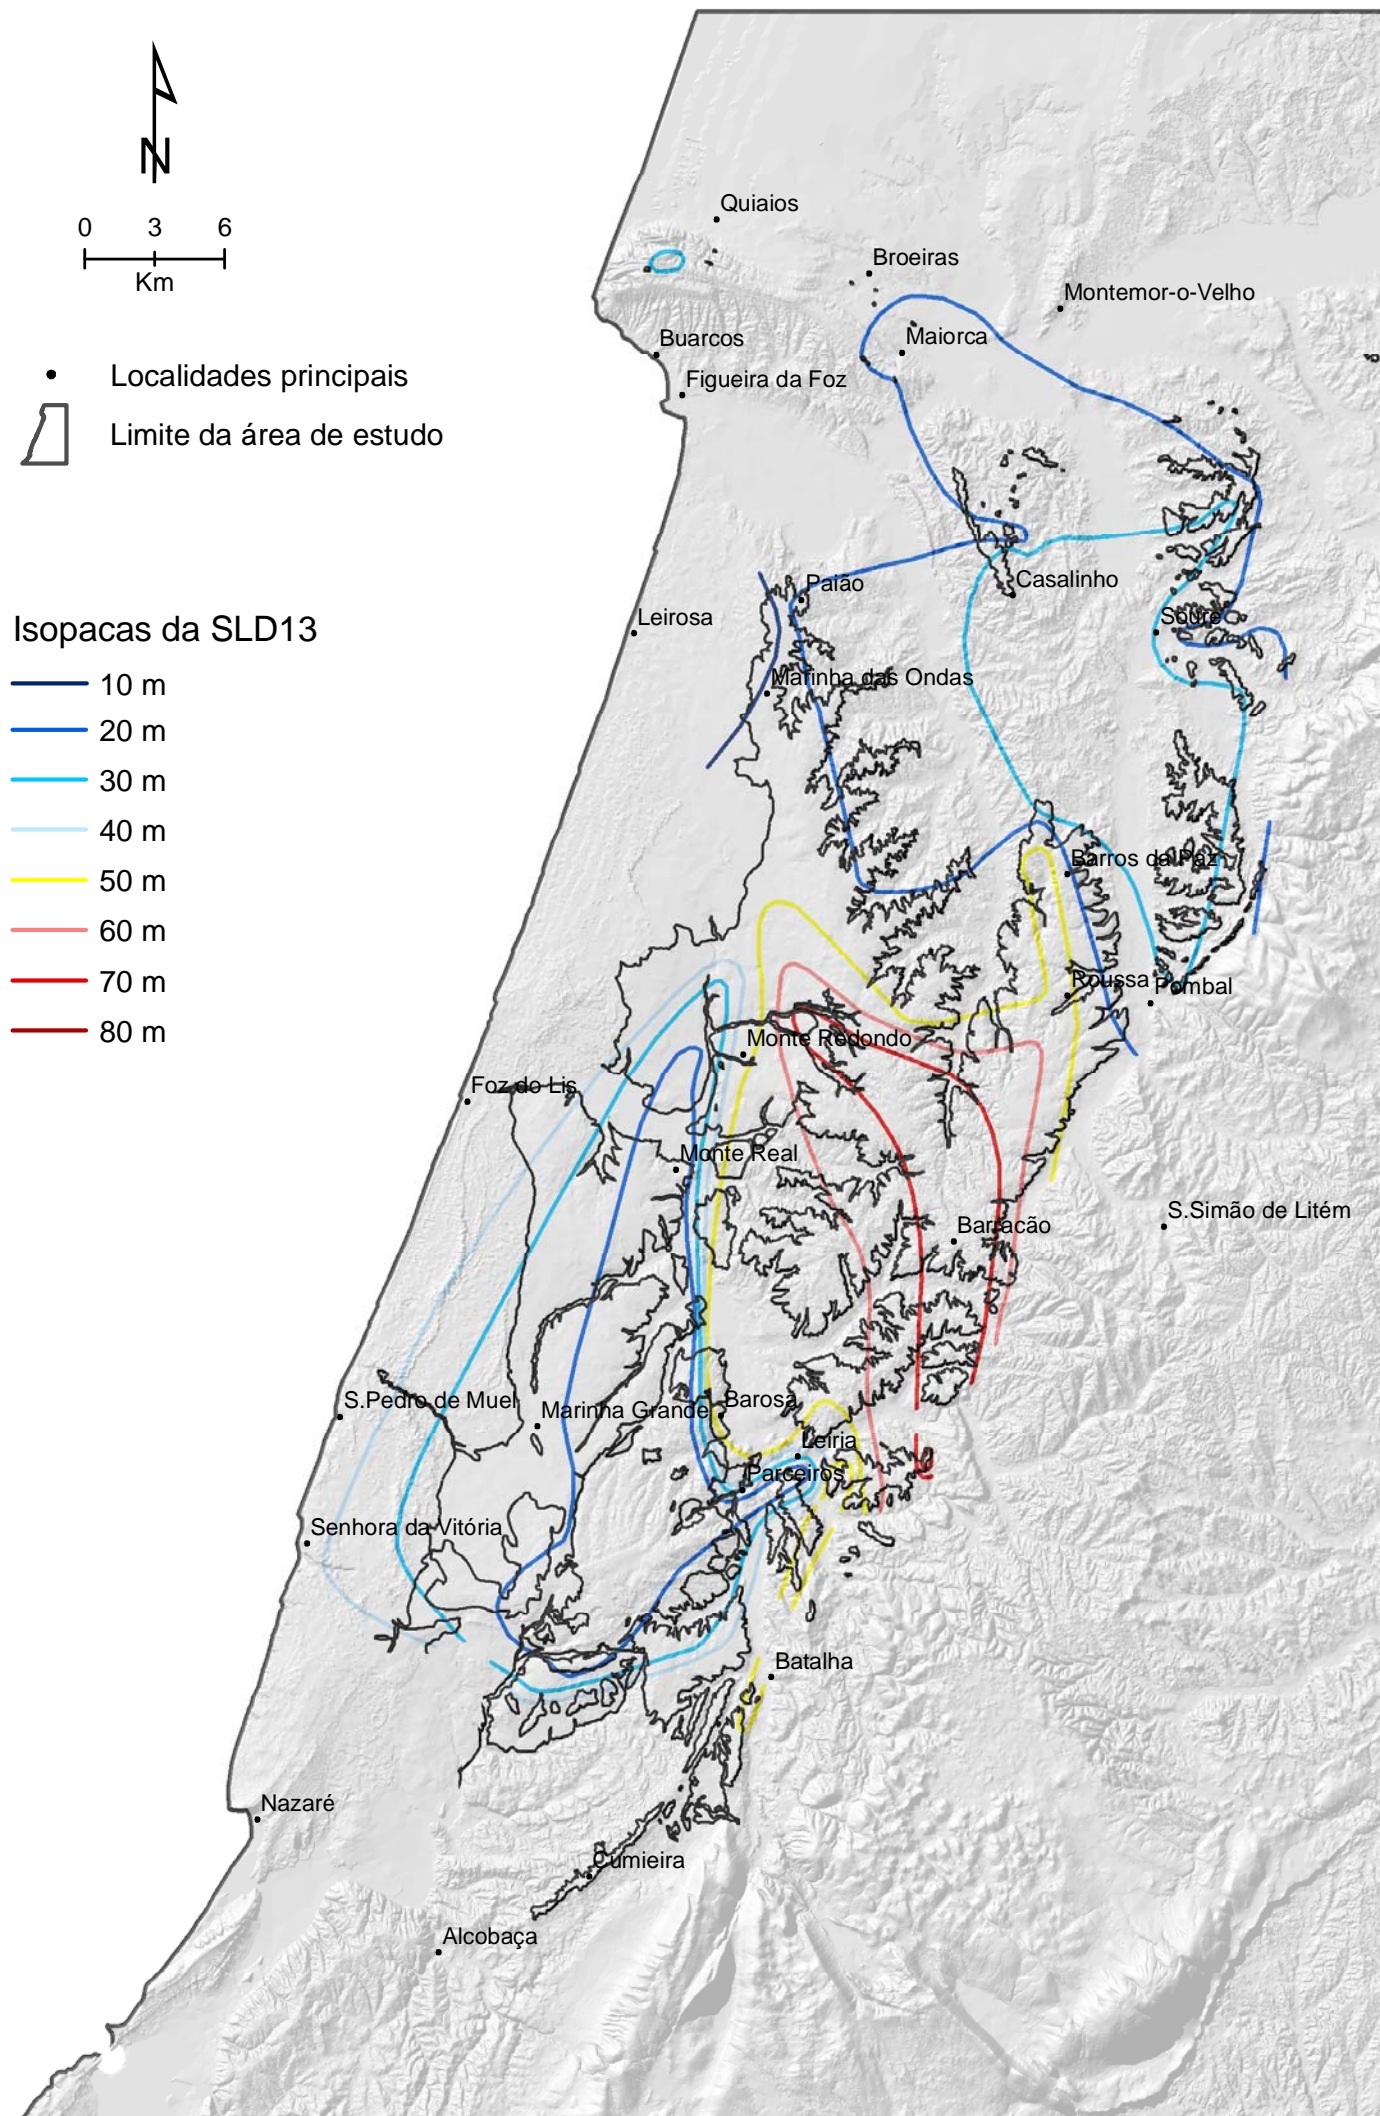 N
0 3 6
Km
Localidades principais
Limite da área de estudo
Isopacas da SLD13
10 m
20 m
30 m
40 m
50 m
60 m
70 m
80 m
Quiaios
Broeiras
Montemor-o-Velho
Buarcos
Maiorca
Figueira da Foz
Paião
Casalinho
Leirosa
Soure
Marinha das Ondas
Barros da Paz
Roussa
Pombal
Monte Redondo
Foz do Lis
Monte Real
S.Simão de Litém
Barracão
S.Pedro de Muel
Marinha Grande
Barosa
Leiria
Parceiros
Senhora da Vitória
Batalha
Nazaré
Cumieira
Alcobaça